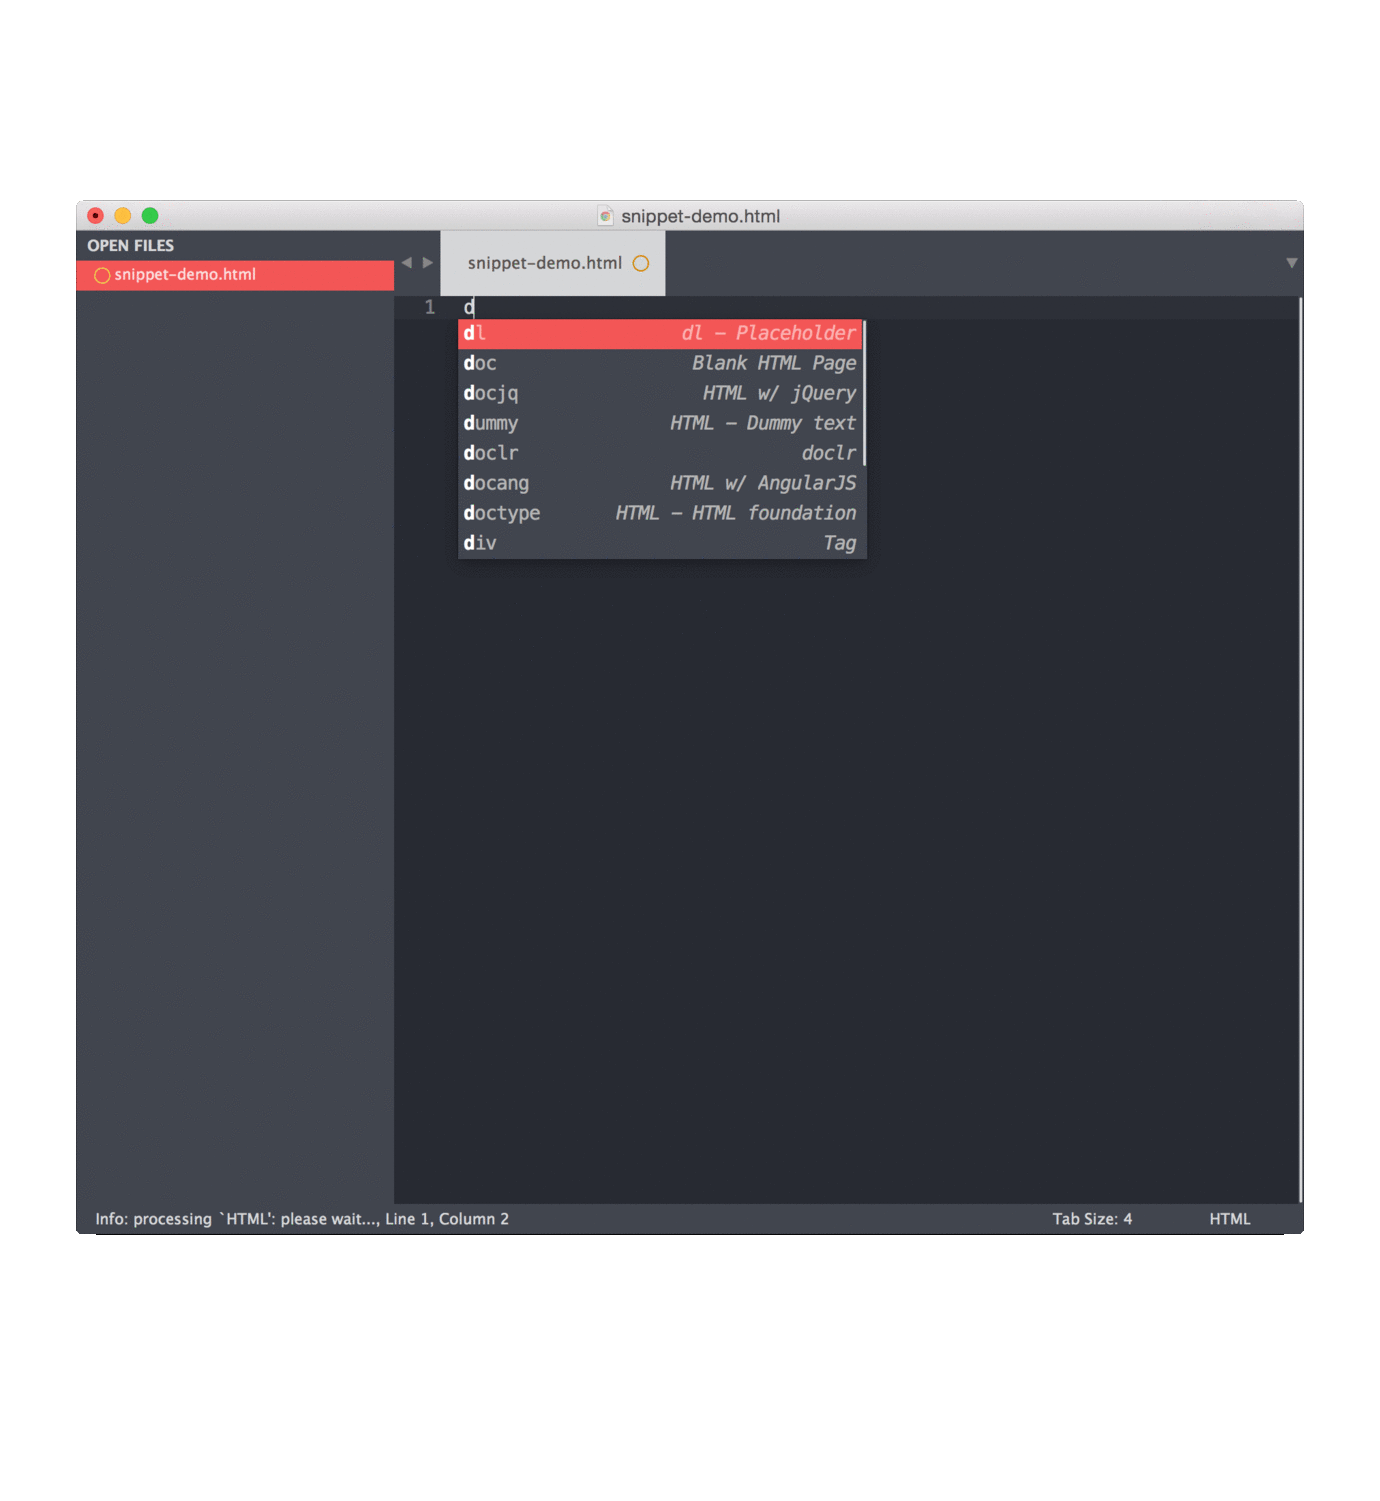 snippet-demo.html
OPEN FILES
snippet-demo.html
snippet-demo.html
1 d
dl dl – Placeholder
doc Blank HTML Page
docjq HTML w/ jQuery
dummy HTML – Dummy text
doclr doclr
docang HTML w/ AngularJS
doctype HTML – HTML foundation
div Tag
Info: processing `HTML': please wait..., Line 1, Column 2 Tab Size: 4 HTML